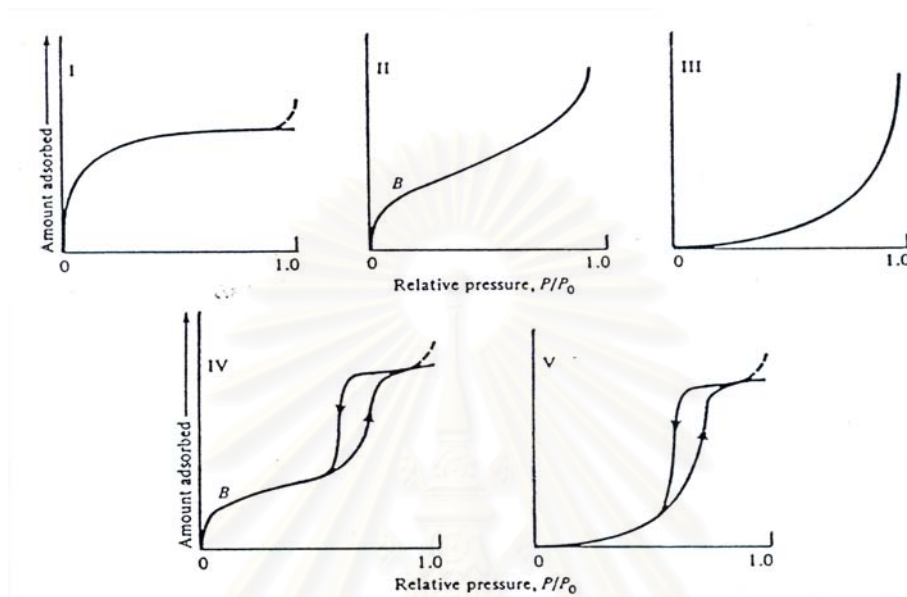 I II III
Amount adsorbed
B
0 1.0 0 1.0 0 1.0
Relative pressure, P/P₀
IV V
Amount adsorbed
B
0 1.0 0 1.0
Relative pressure, P/P₀